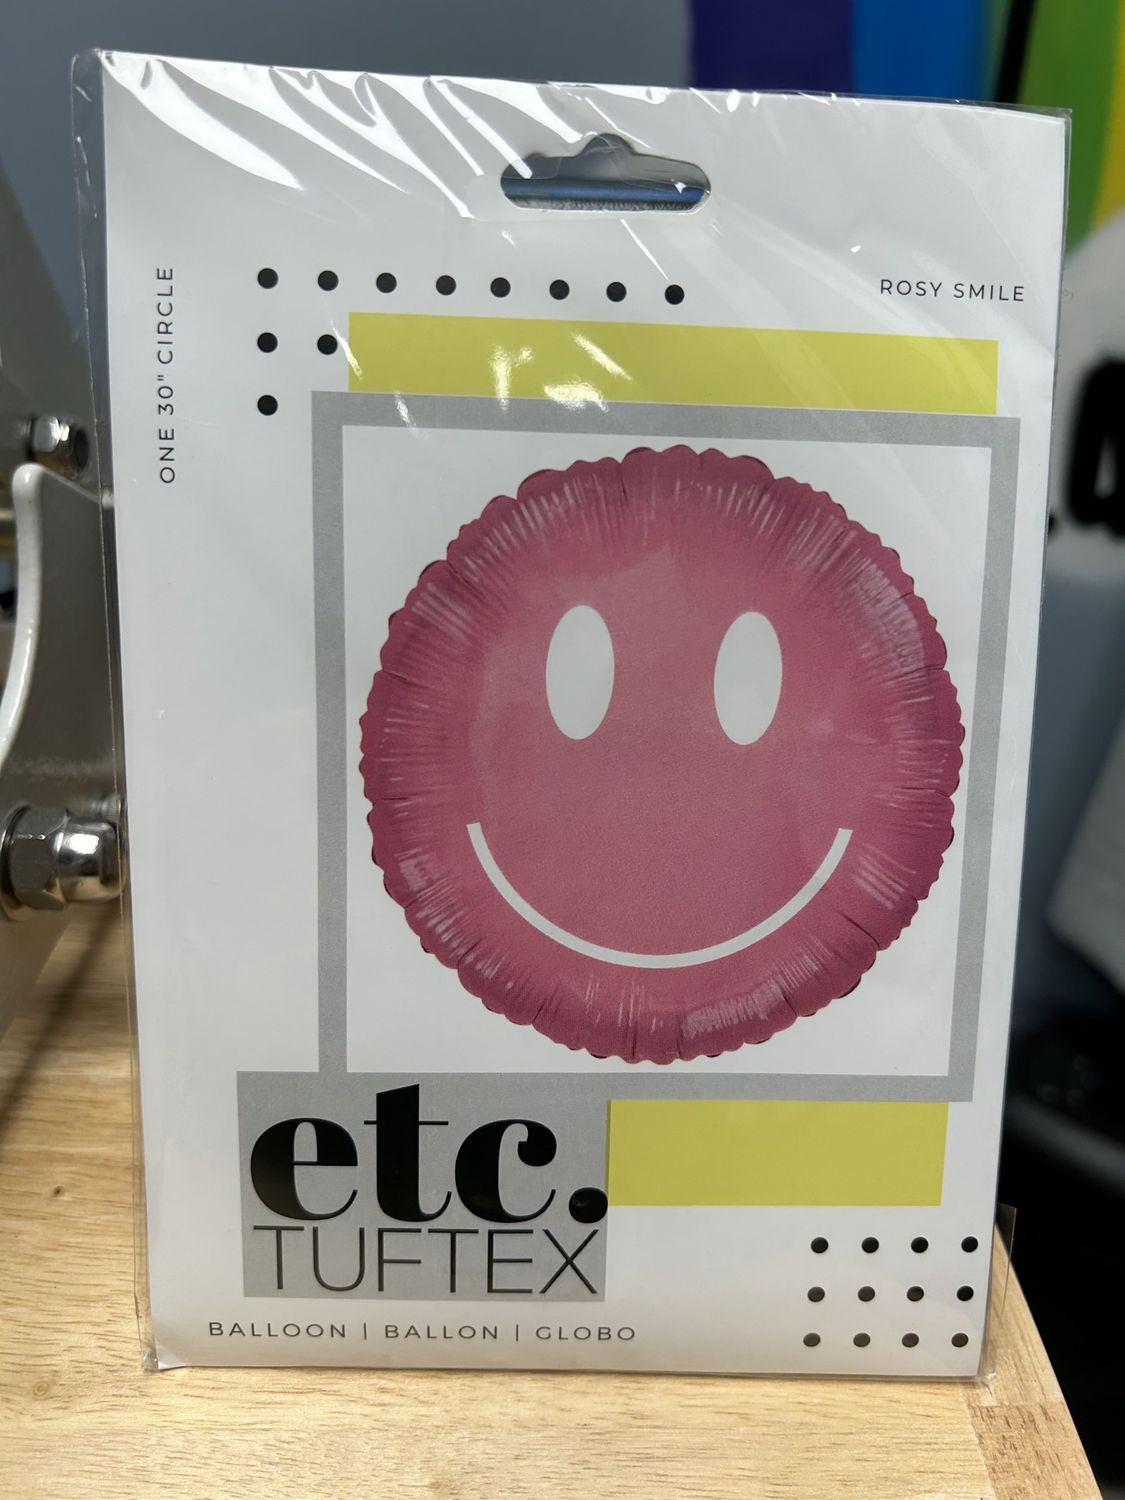 ROSY SMILE
ONE 30" CIRCLE
etc.
TUFTEX
BALLOON | BALLON | GLOBO